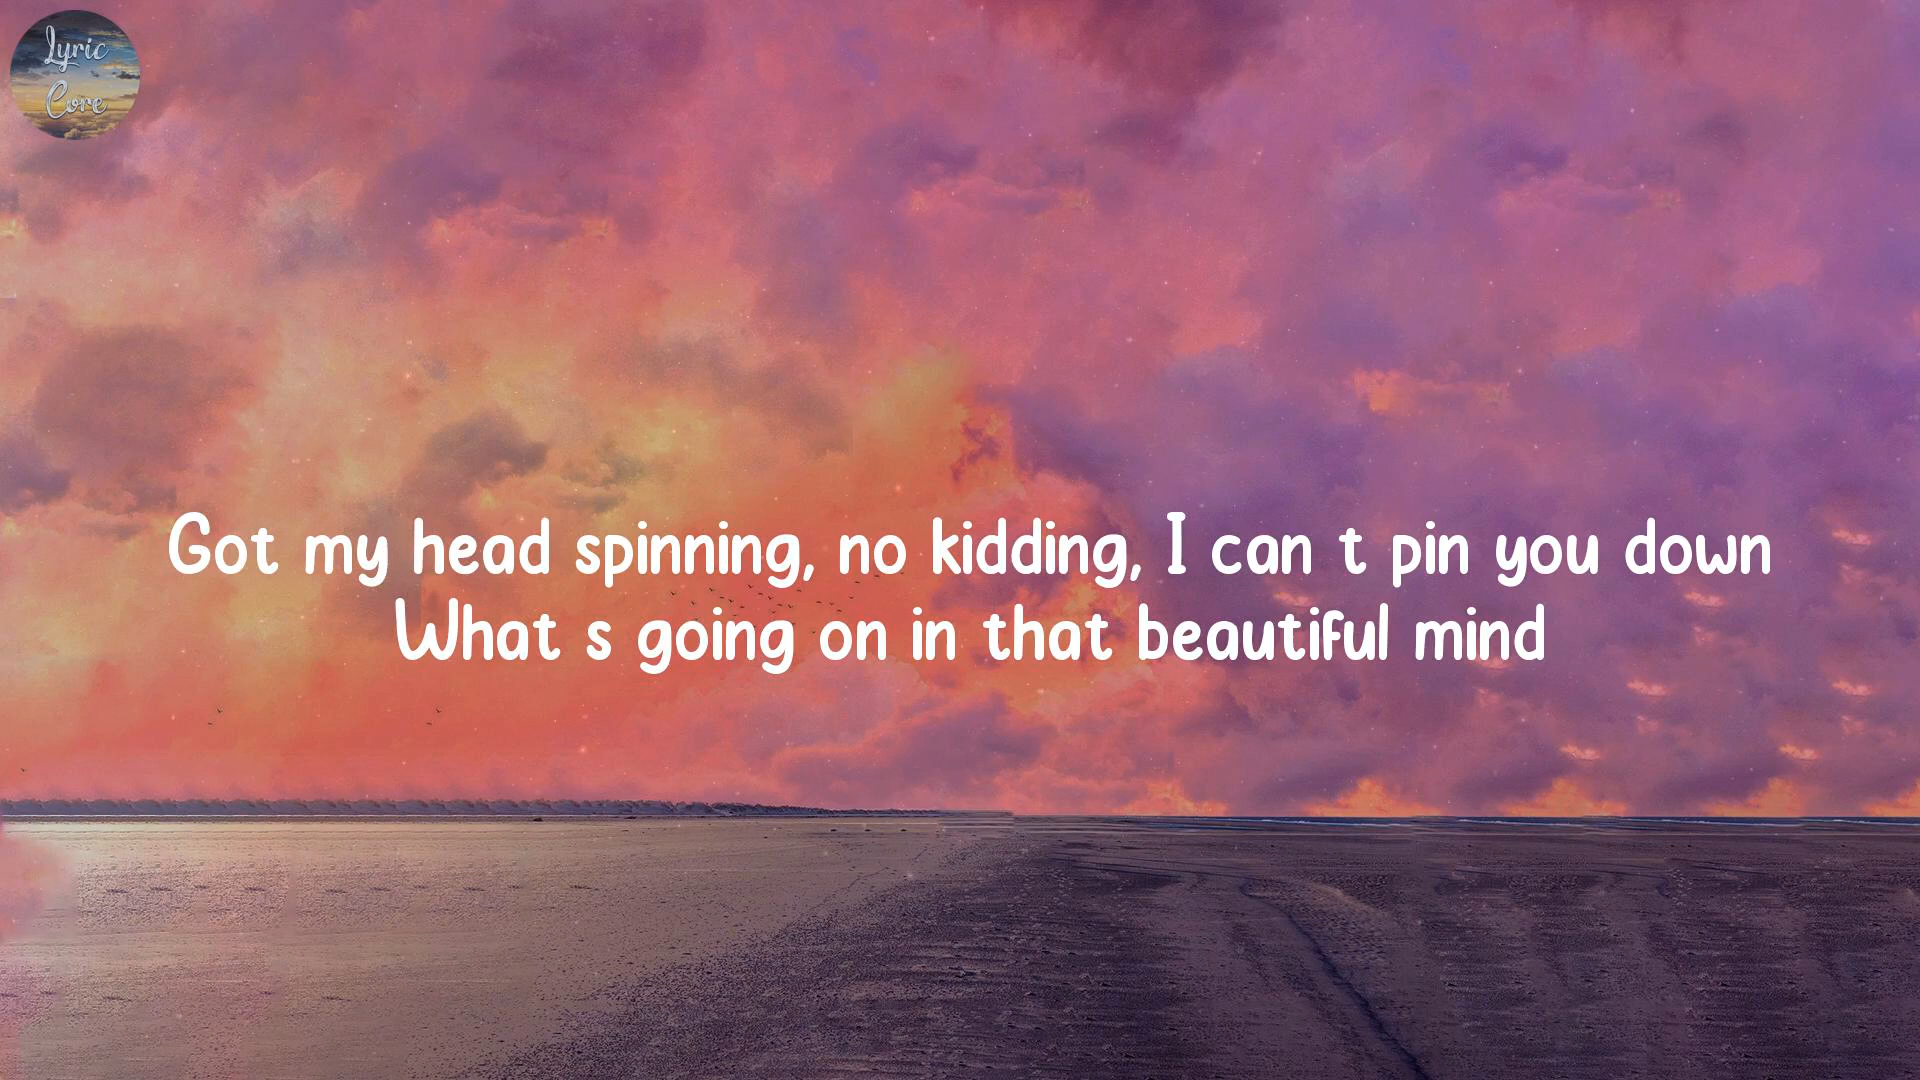 Lyric
Core
Got my head spinning, no kidding, I can t pin you down
What s going on in that beautiful mind